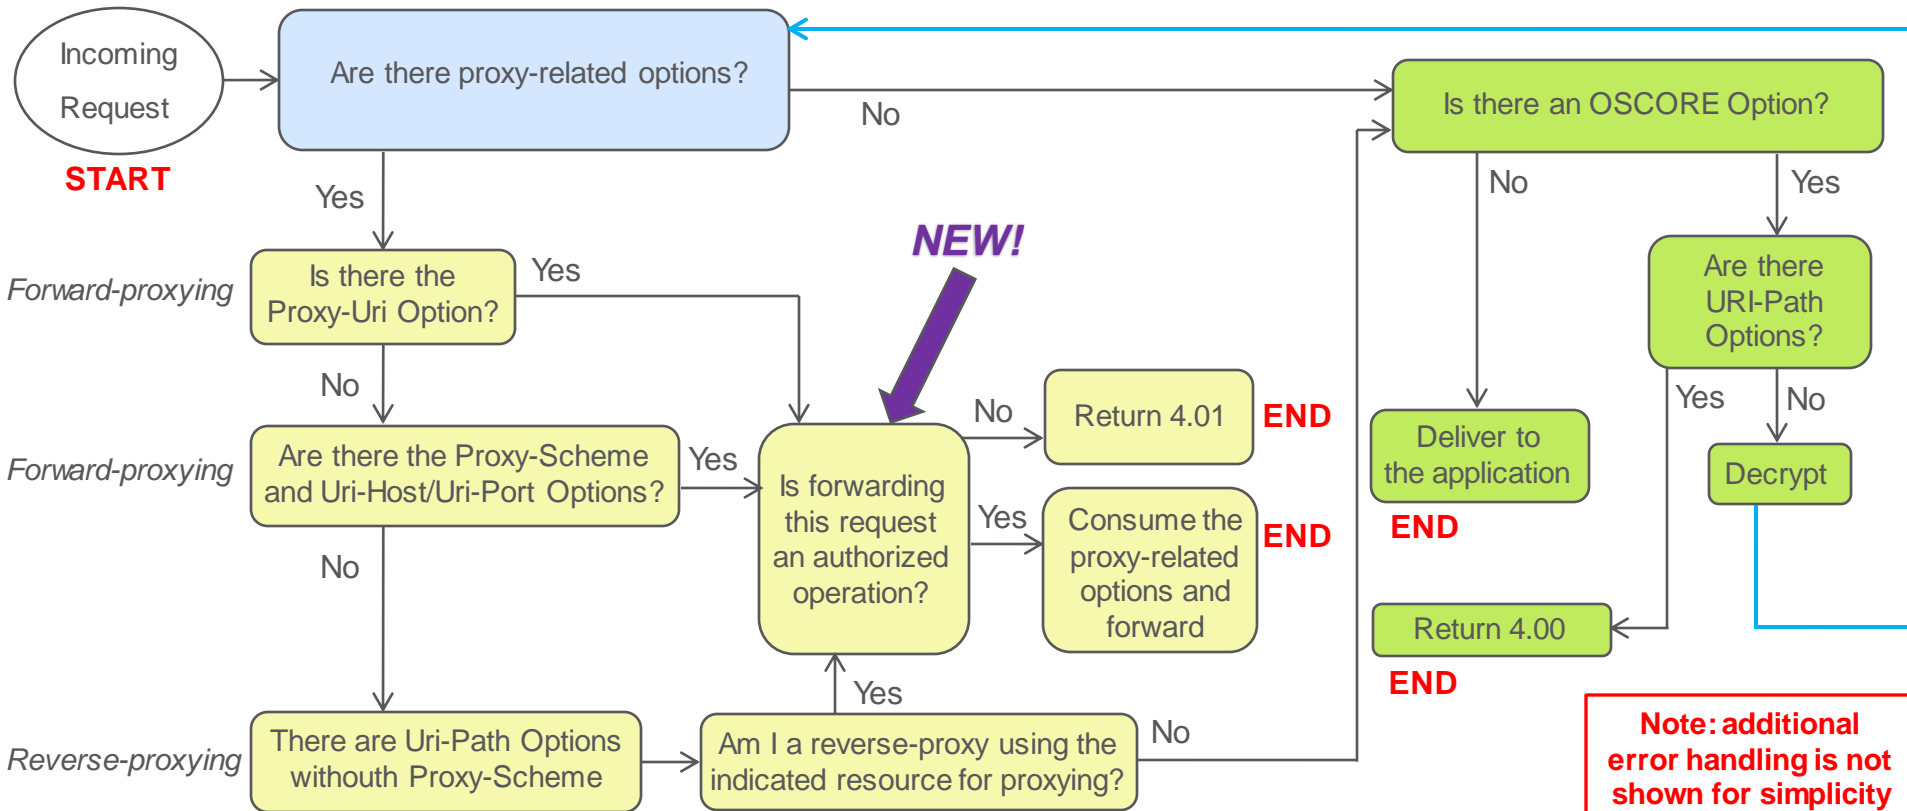 Incoming
Request
START
Are there proxy-related options?
No
Yes
Is there an OSCORE Option?
No
Yes
NEW!
Forward-proxying
Is there the
Proxy-Uri Option?
Yes
No
Are there
URI-Path
Options?
Yes
No
Forward-proxying
Are there the Proxy-Scheme
and Uri-Host/Uri-Port Options?
Yes
No
Is forwarding
this request
an authorized
operation?
No
Return 4.01
END
Yes
Consume the
proxy-related
options and
forward
END
Deliver to
the application
END
Decrypt
Return 4.00
END
Reverse-proxying
There are Uri-Path Options
withouth Proxy-Scheme
Yes
Am I a reverse-proxy using the
indicated resource for proxying?
No
Note: additional
error handling is not
shown for simplicity